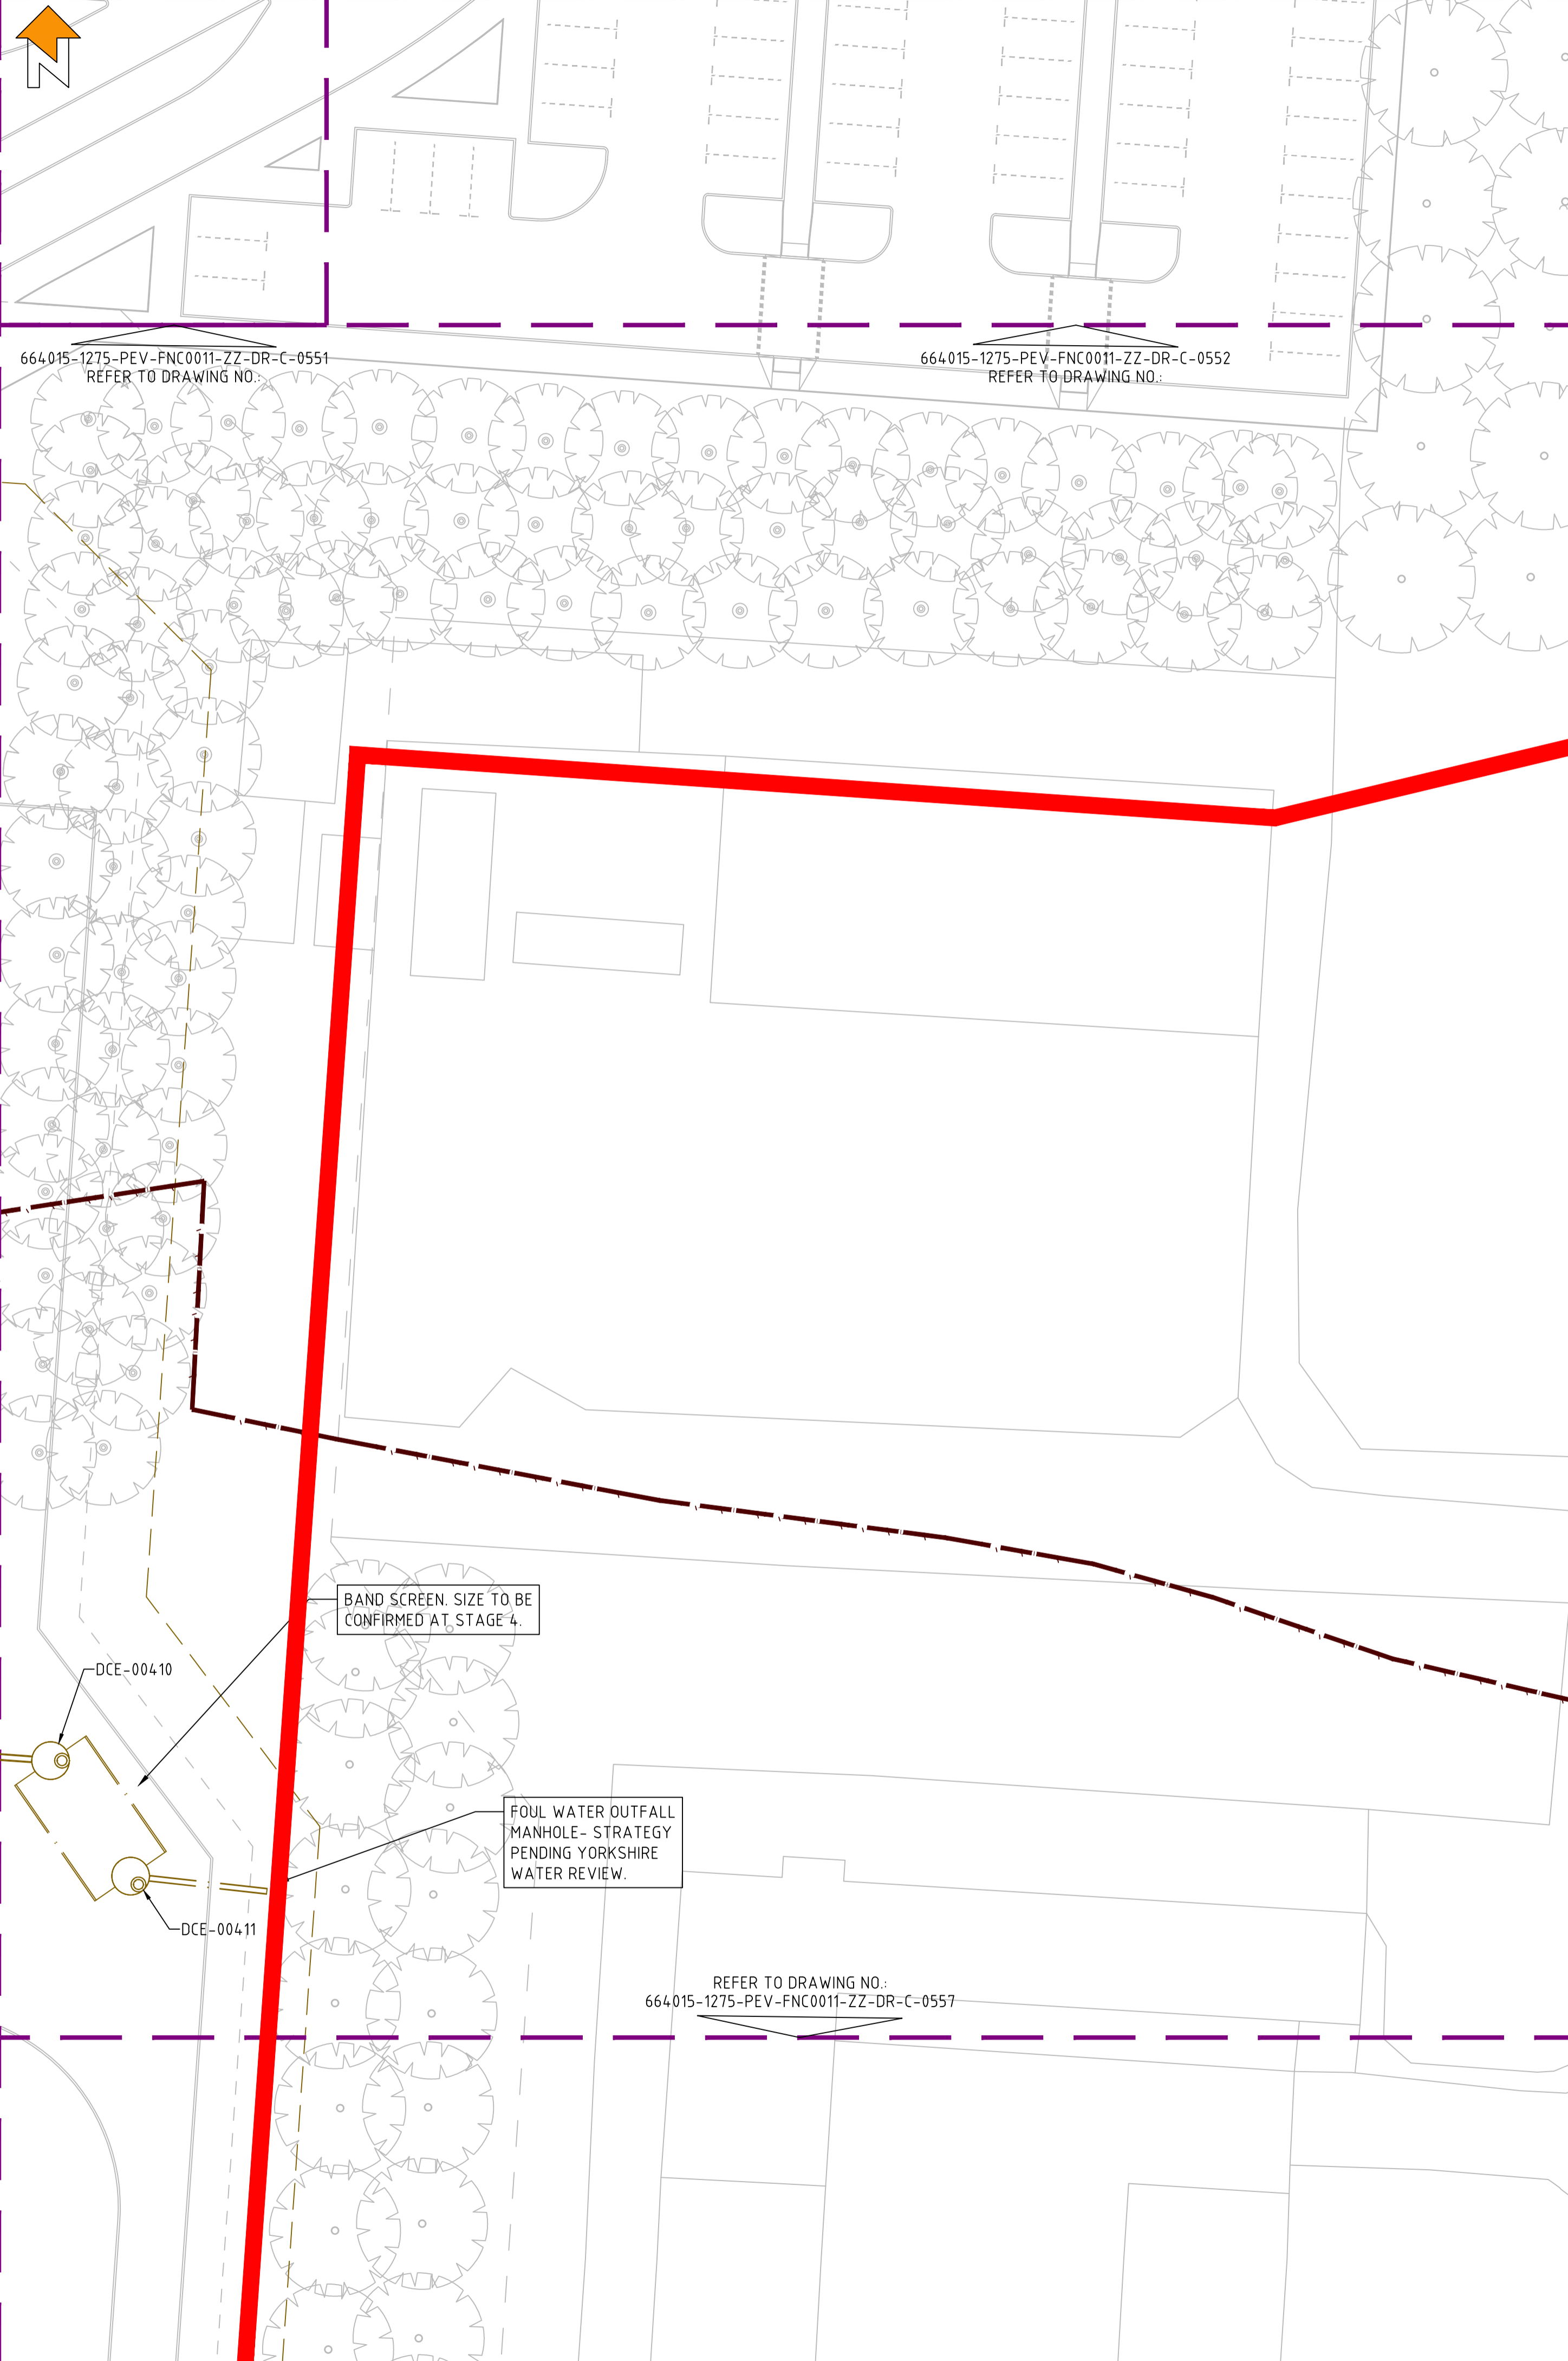 N
664015-1275-PEV-FNC0011-ZZ-DR-C-0551
REFER TO DRAWING NO.:
664015-1275-PEV-FNC0011-ZZ-DR-C-0552
REFER TO DRAWING NO.:
BAND SCREEN. SIZE TO BE
CONFIRMED AT STAGE 4.
DCE-00410
FOUL WATER OUTFALL
MANHOLE- STRATEGY
PENDING YORKSHIRE
WATER REVIEW.
DCE-00411
REFER TO DRAWING NO.:
664015-1275-PEV-FNC0011-ZZ-DR-C-0557